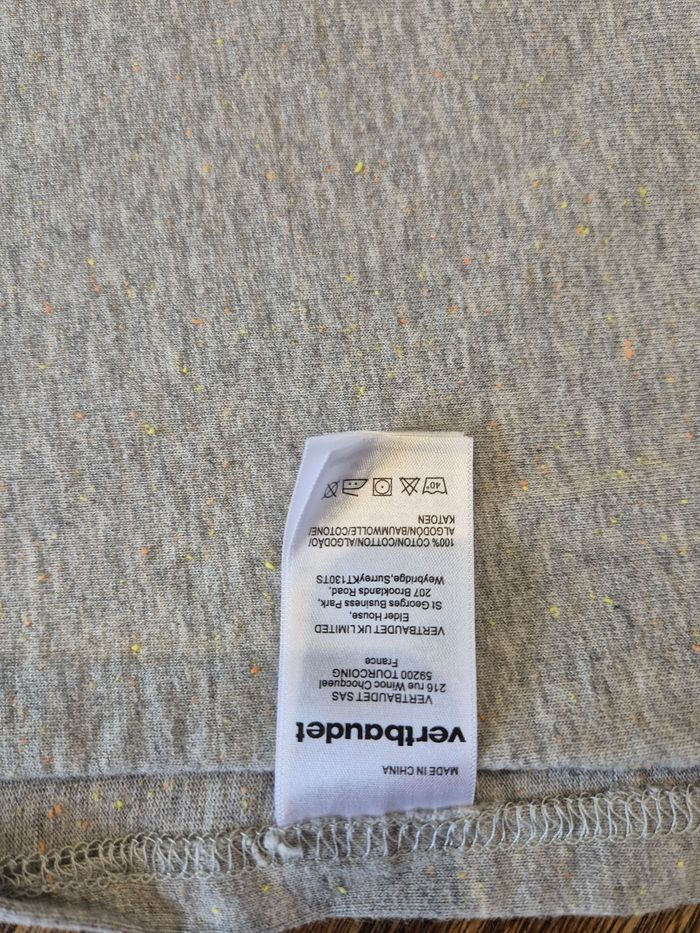 MADE IN CHINA
vertbaudet
VERTBAUDET SAS
216 rue Winoc Chocqueel
59200 TOURCOING
France
VERTBAUDET UK LIMITED
Elder House,
St Georges Business Park,
207 Brooklands Road,
Weybridge,SurreyKT130TS
100% COTON/COTTON/ALGODÃO/
ALGODÓN/BAUMWOLLE/COTONE/
KATOEN
40°